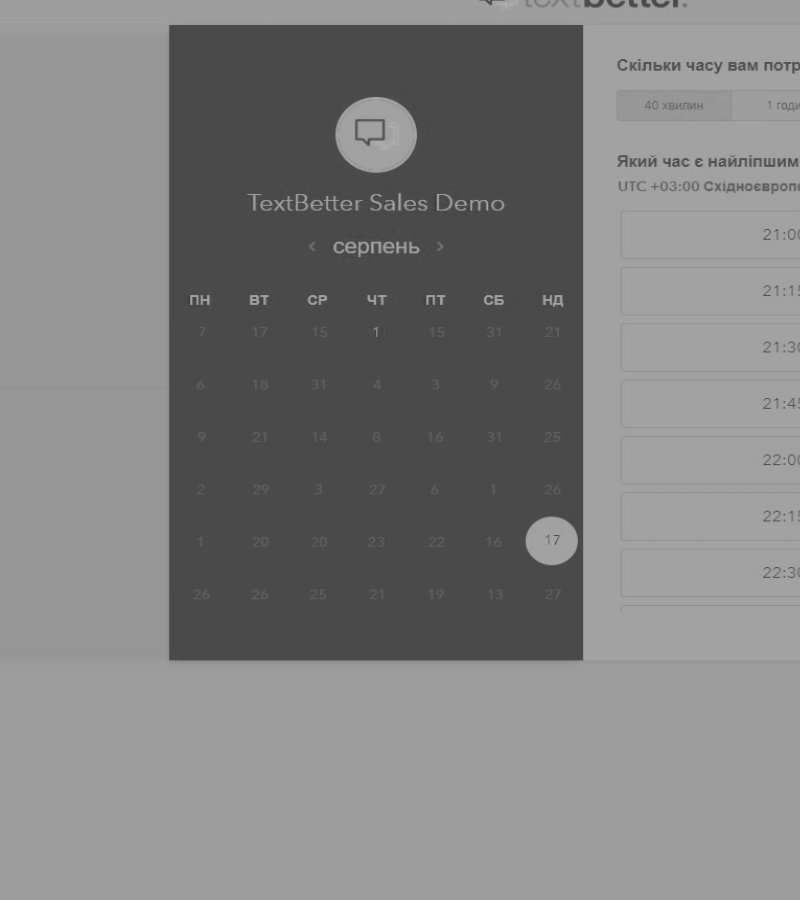 textbetter.
TextBetter Sales Demo
‹ серпень ›
ПН ВТ СР ЧТ ПТ СБ НД
7 17 15 1 15 31 21
6 18 31 4 3 9 26
9 21 14 8 16 31 25
2 29 3 27 6 1 26
1 20 20 23 22 16 17
26 26 25 21 19 13 27
Скільки часу вам потр
40 хвилин 1 годи
Який час є найліпшим
UTC +03:00 Східноєвропе
21:00
21:15
21:30
21:45
22:00
22:15
22:30